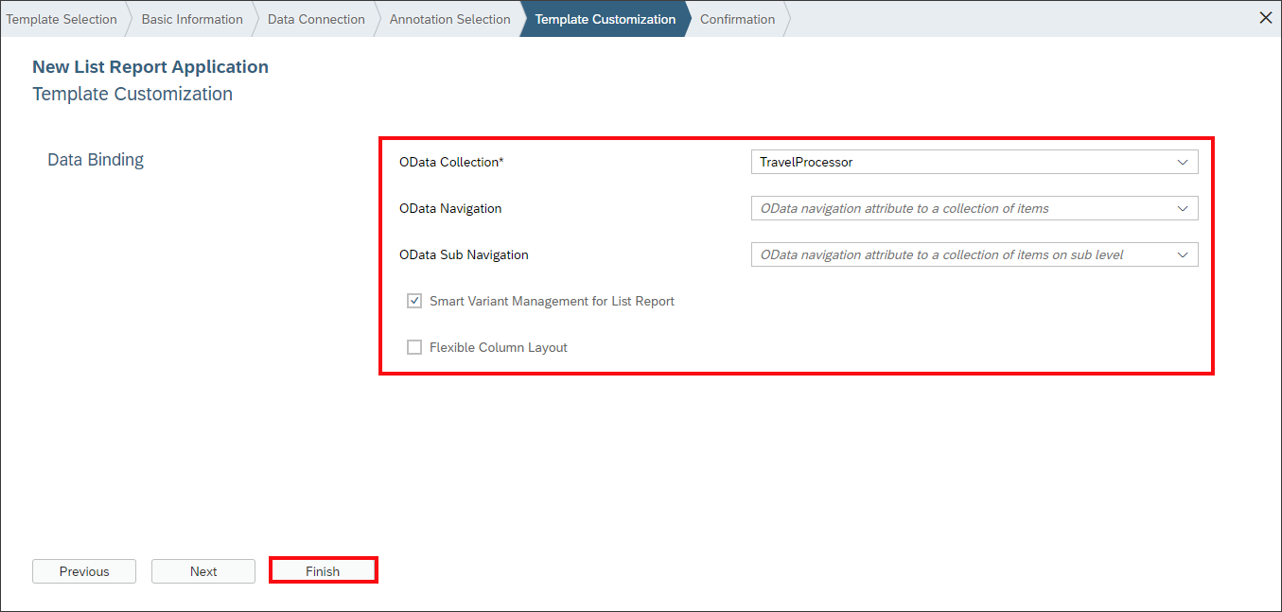 Template Selection
Basic Information
Data Connection
Annotation Selection
Template Customization
Confirmation
New List Report Application
Template Customization
Data Binding
OData Collection*
TravelProcessor
OData Navigation
OData navigation attribute to a collection of items
OData Sub Navigation
OData navigation attribute to a collection of items on sub level
Smart Variant Management for List Report
Flexible Column Layout
Previous
Next
Finish